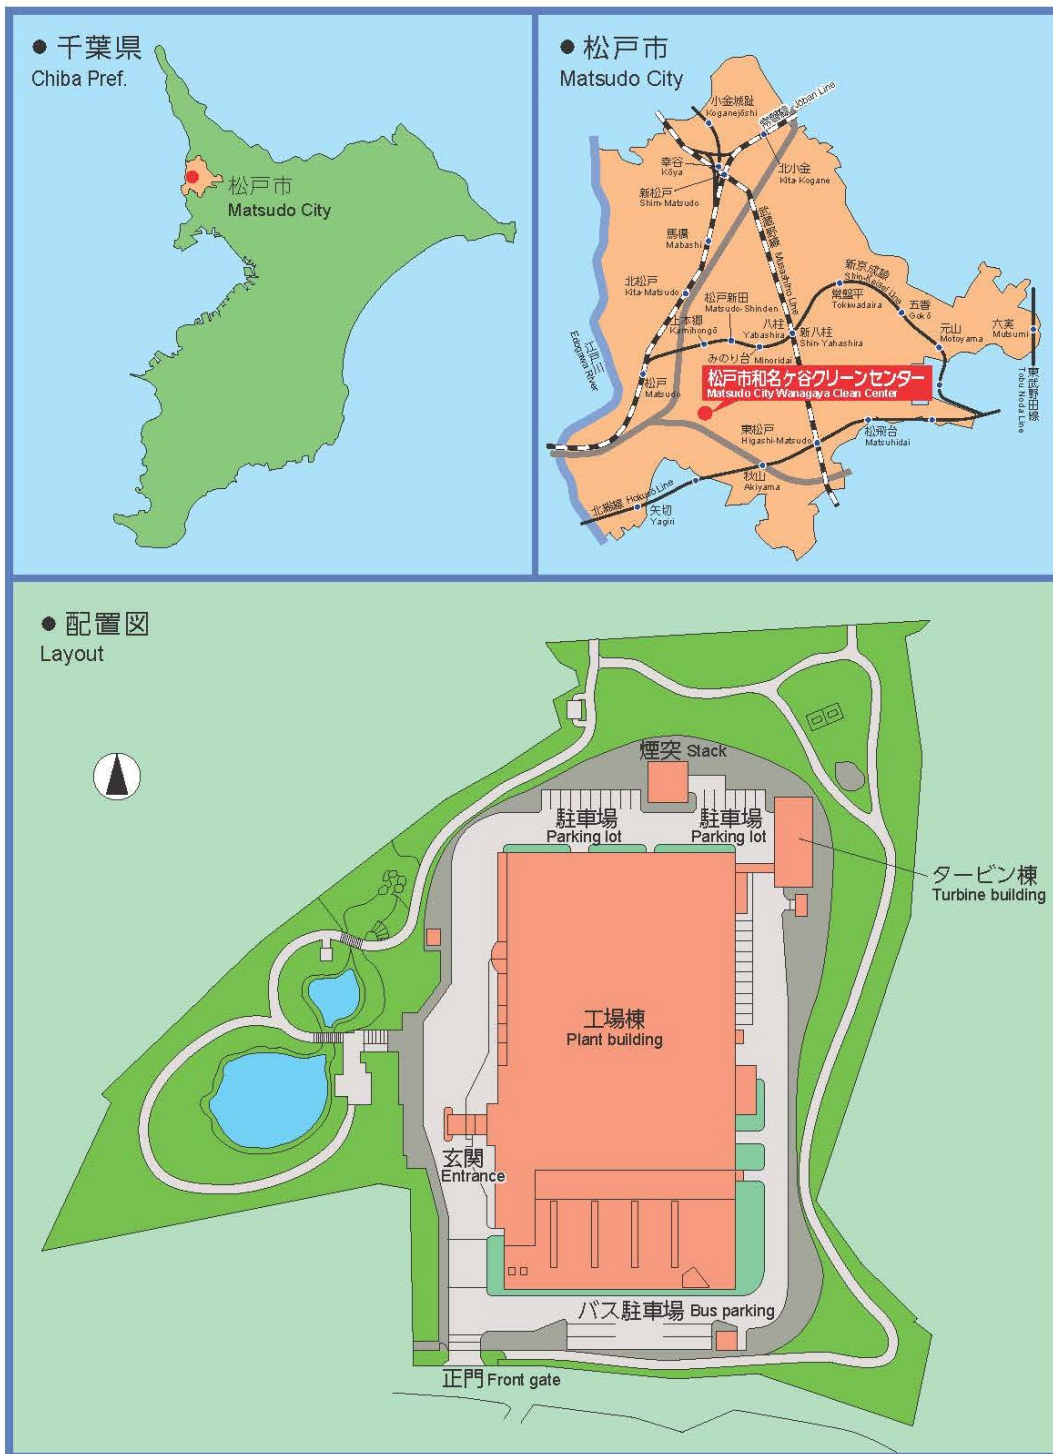 ● 千葉県
Chiba Pref.
松戸市
Matsudo City
● 松戸市
Matsudo City
小金城趾
Koganejōshi
常磐線 Jōban Line
幸谷
Kōya
北小金
Kita-Kogane
新松戸
Shim-Matsudo
武蔵野線 Musashino Line
馬橋
Mabashi
新京成線
Shin-Keisei Line
北松戸
Kita-Matsudo
松戸新田
Matsudo-Shinden
常盤平
Tokiwadaira
五香
Gokō
上本郷
Kamihongō
八柱
Yabashira
新八柱
Shin-Yahashira
元山
Motoyama
六実
Mutsumi
みのり台
Minoridai
江戸川
Edogawa River
松戸
Matsudo
松戸市和名ケ谷クリーンセンター
Matsudo City Wanagaya Clean Center
東武野田線
Tobu Noda Line
東松戸
Higashi-Matsudo
松飛台
Matsuhidai
秋山
Akiyama
北総線 Hokusō Line
矢切
Yagiri
● 配置図
Layout
煙突 Stack
駐車場
Parking lot
駐車場
Parking lot
タービン棟
Turbine building
工場棟
Plant building
玄関
Entrance
バス駐車場 Bus parking
正門 Front gate